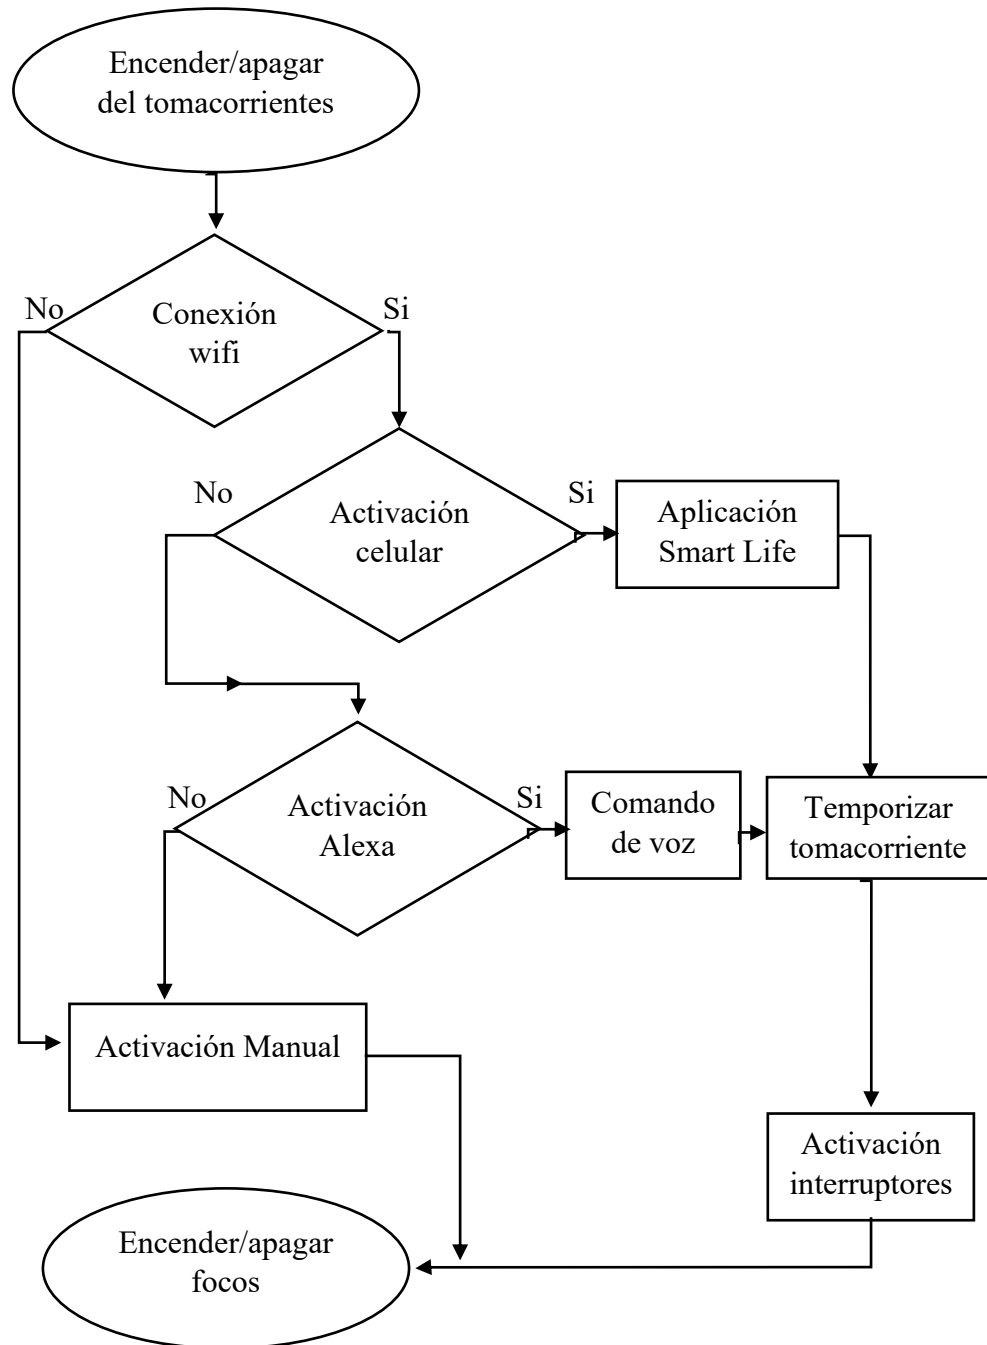 Encender/apagar
del tomacorrientes
No
Si
Conexión
wifi
No
Si
Activación
celular
Aplicación
Smart Life
No
Si
Activación
Alexa
Comando
de voz
Temporizar
tomacorriente
Activación Manual
Activación
interruptores
Encender/apagar
focos